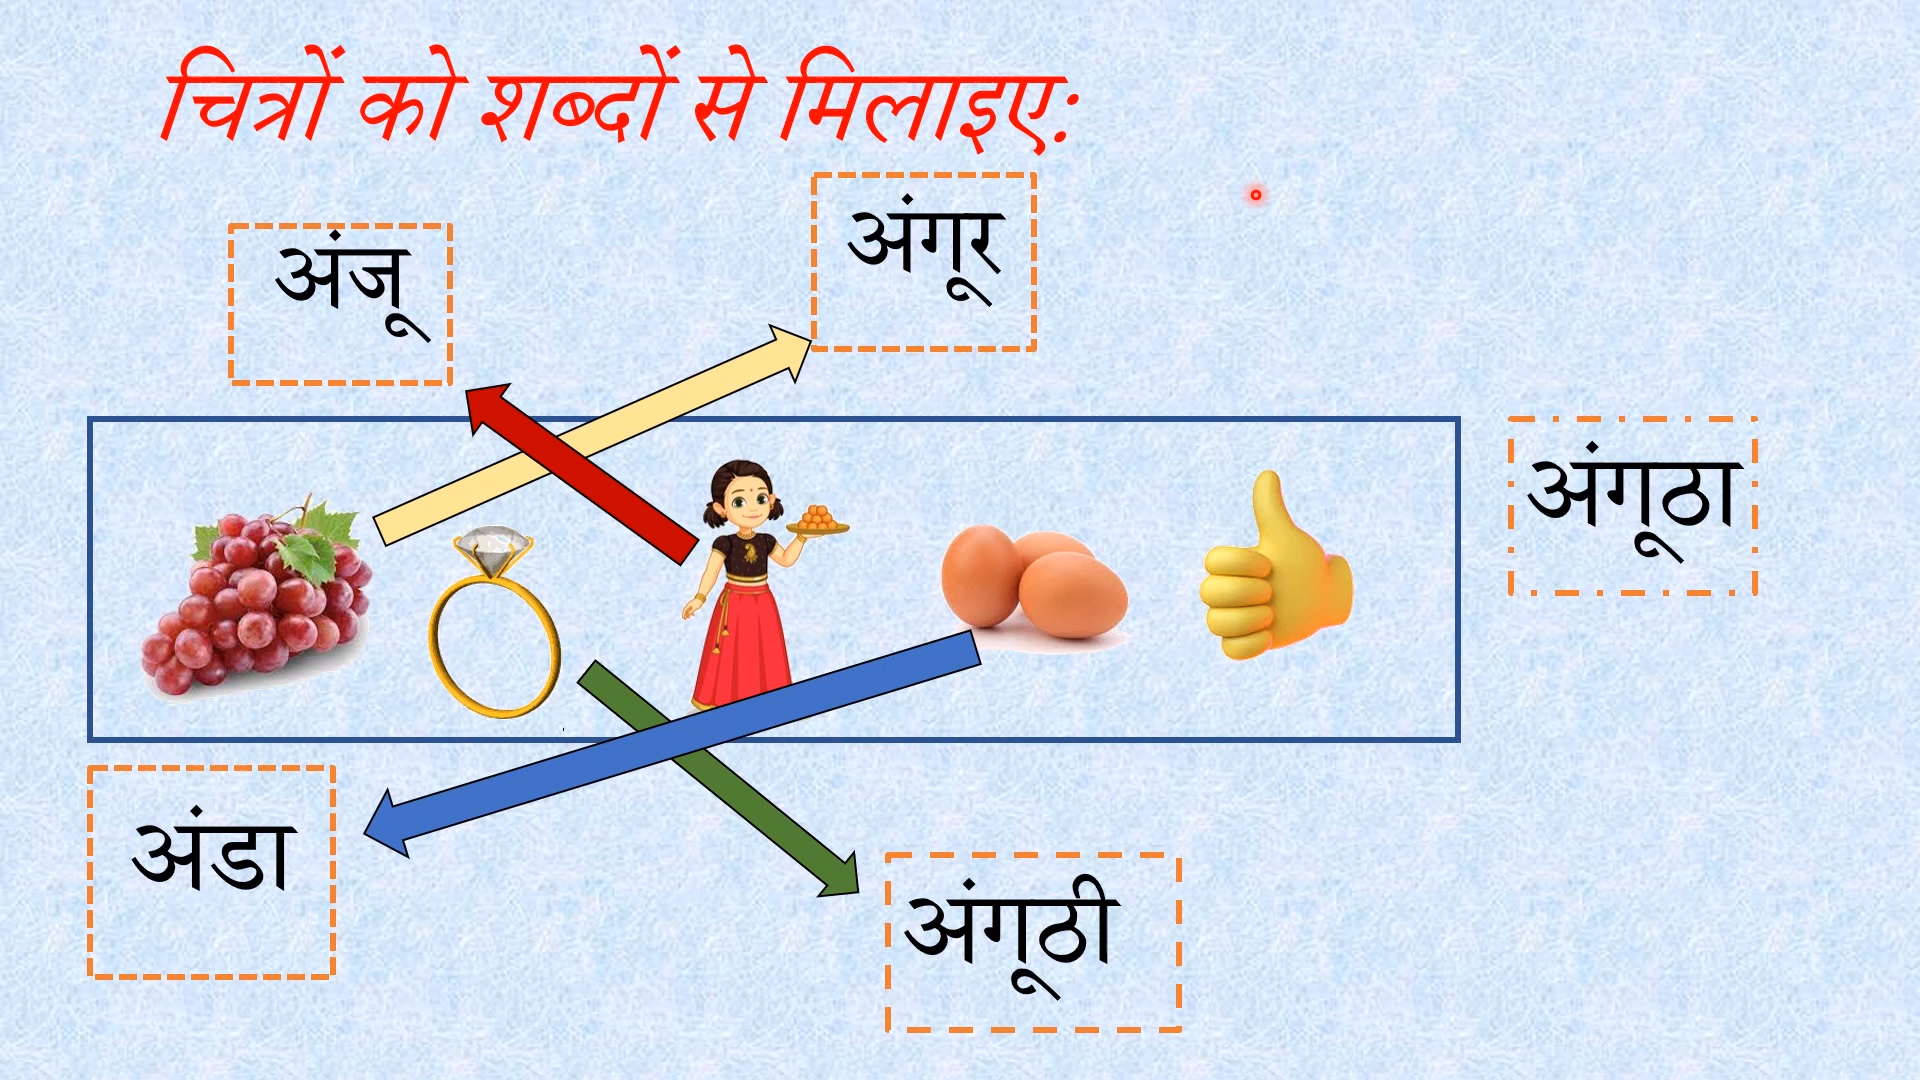 चित्रों को शब्दों से मिलाइए:
अंगूर
अंजू
अंगूठा
अंडा
अंगूठी